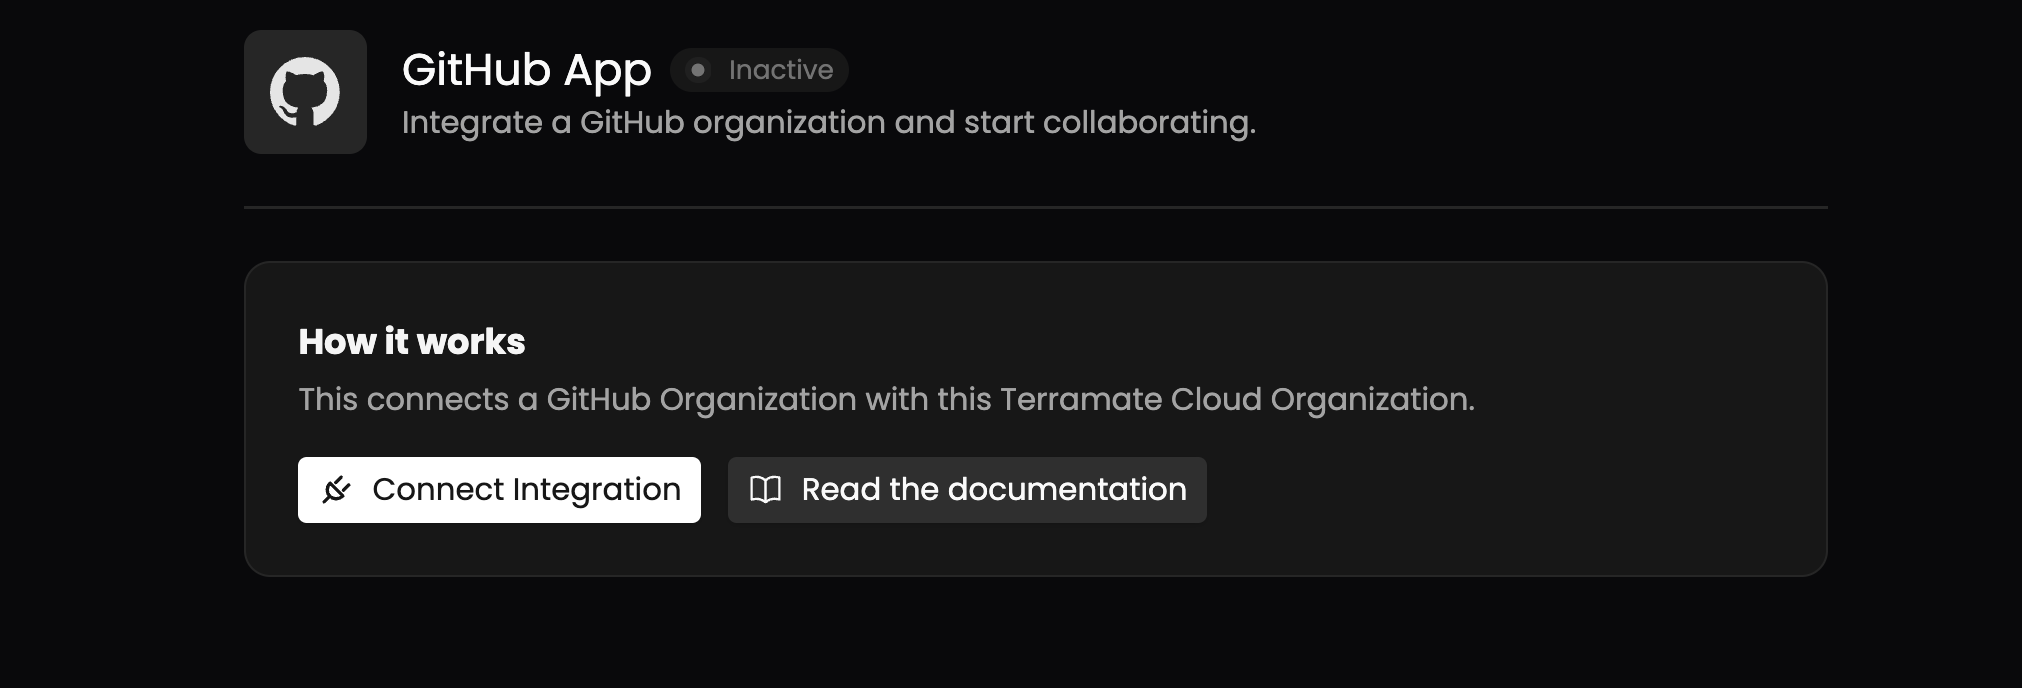 GitHub App
Inactive
Integrate a GitHub organization and start collaborating.
How it works
This connects a GitHub Organization with this Terramate Cloud Organization.
Connect Integration
Read the documentation